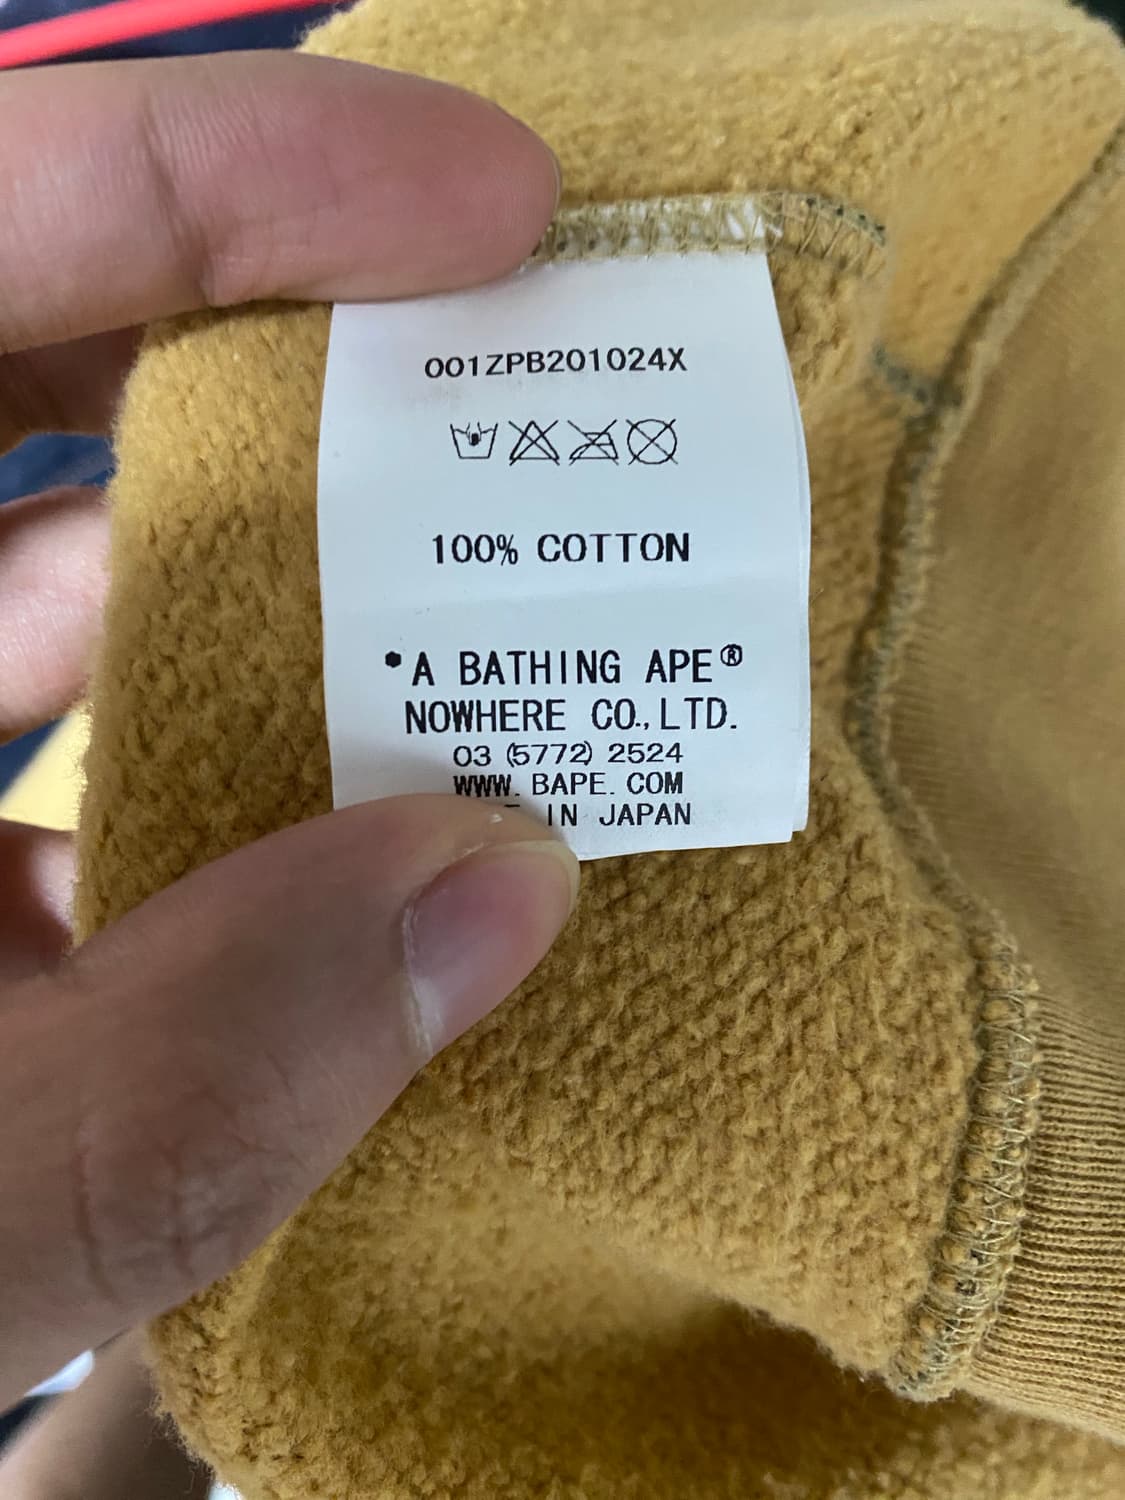 001ZPB201024X
100% COTTON
*A BATHING APE®
NOWHERE CO., LTD.
03 (5772) 2524
WWW. BAPE. COM
IN JAPAN